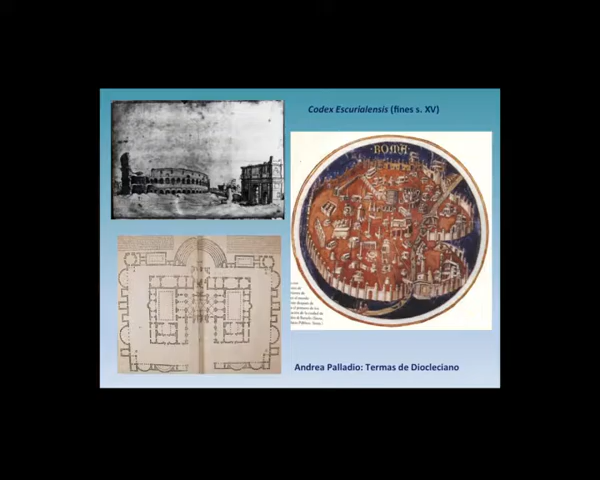 Codex Escurialensis (fines s. XV)
ROMA
Andrea Palladio: Termas de Diocleciano